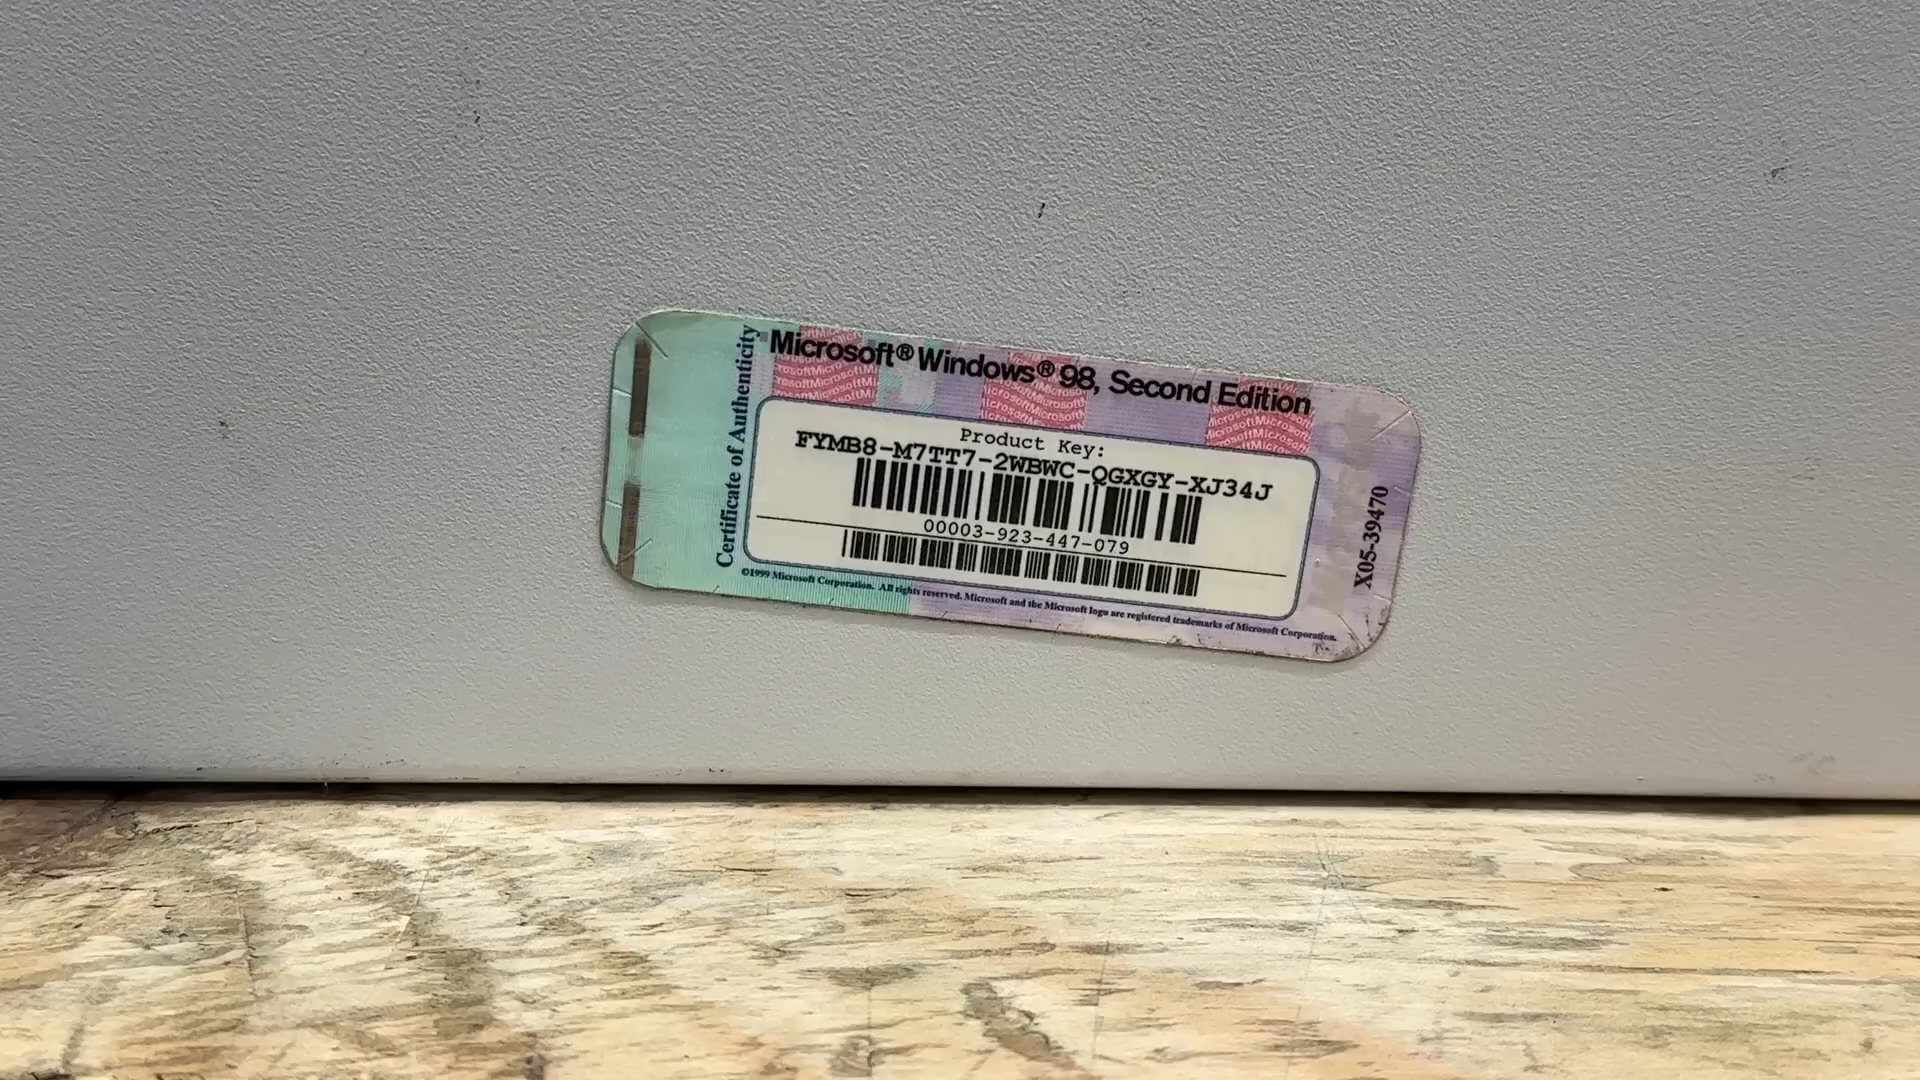 Microsoft® Windows® 98, Second Edition
Certificate of Authenticity
Product Key:
FYMB8-M7TT7-2WBWC-QGXGY-XJ34J
00003-923-447-079
X05-39470
©1999 Microsoft Corporation. All rights reserved. Microsoft and the Microsoft logo are registered trademarks of Microsoft Corporation.